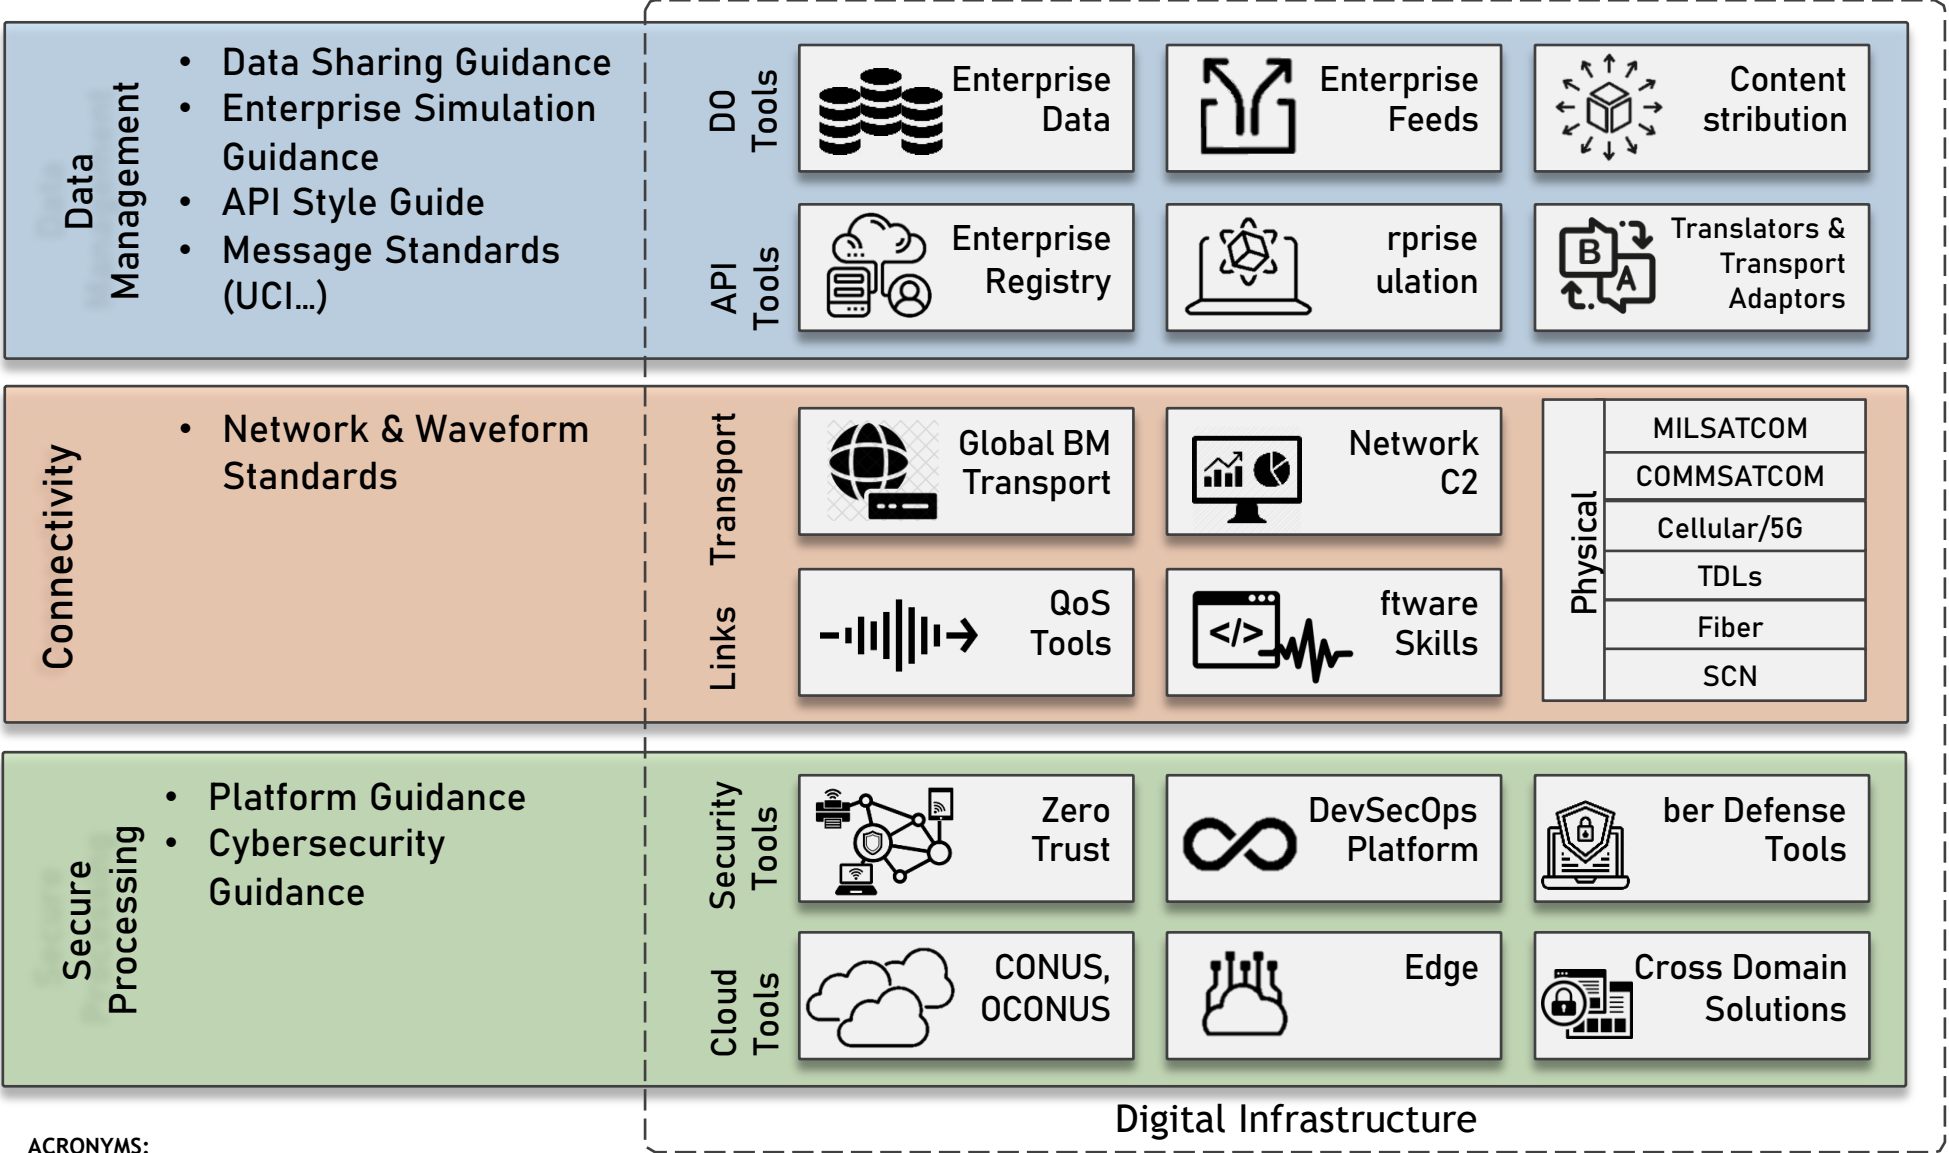 Data
Management
• Data Sharing Guidance
• Enterprise Simulation
Guidance
• API Style Guide
• Message Standards
(UCI...)
DO
Tools
Enterprise
Data
Enterprise
Feeds
Content
stribution
API
Tools
Enterprise
Registry
rprise
ulation
B
A
Translators &
Transport
Adaptors
Connectivity
• Network & Waveform
Standards
Transport
Global BM
Transport
Network
C2
Links
QoS
Tools
</>
ftware
Skills
Physical
MILSATCOM
COMMSATCOM
Cellular/5G
TDLs
Fiber
SCN
Secure
Processing
• Platform Guidance
• Cybersecurity
Guidance
Security
Tools
Zero
Trust
DevSecOps
Platform
ber Defense
Tools
Cloud
Tools
CONUS,
OCONUS
Edge
Cross Domain
Solutions
Digital Infrastructure
ACRONYMS: